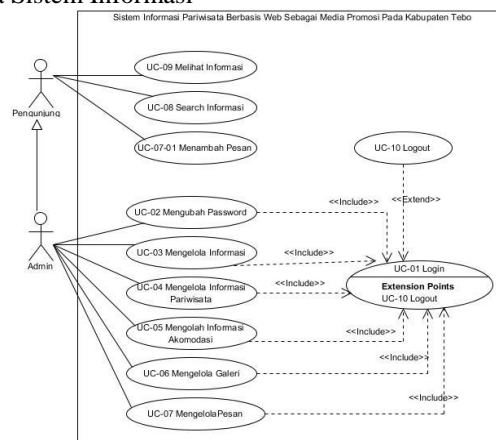 Sistem Informasi
Sistem Informasi Pariwisata Berbasis Web Sebagai Media Promosi Pada Kabupaten Tebo
UC-09 Melihat Informasi
UC-08 Search Informasi
Pengunjung
UC-07-01 Menambah Pesan
UC-10 Logout
<<Include>>
<<Extend>>
UC-02 Mengubah Password
UC-03 Mengelola Informasi
<<Include>>
Admin
UC-01 Login
UC-04 Mengelola Informasi
Pariwisata
<<Include>>
Extension Points
UC-10 Logout
UC-05 Mengolah Informasi
Akomodasi
<<Include>>
UC-06 Mengelola Galeri
<<Include>>
UC-07 MengelolaPesan
<<Include>>